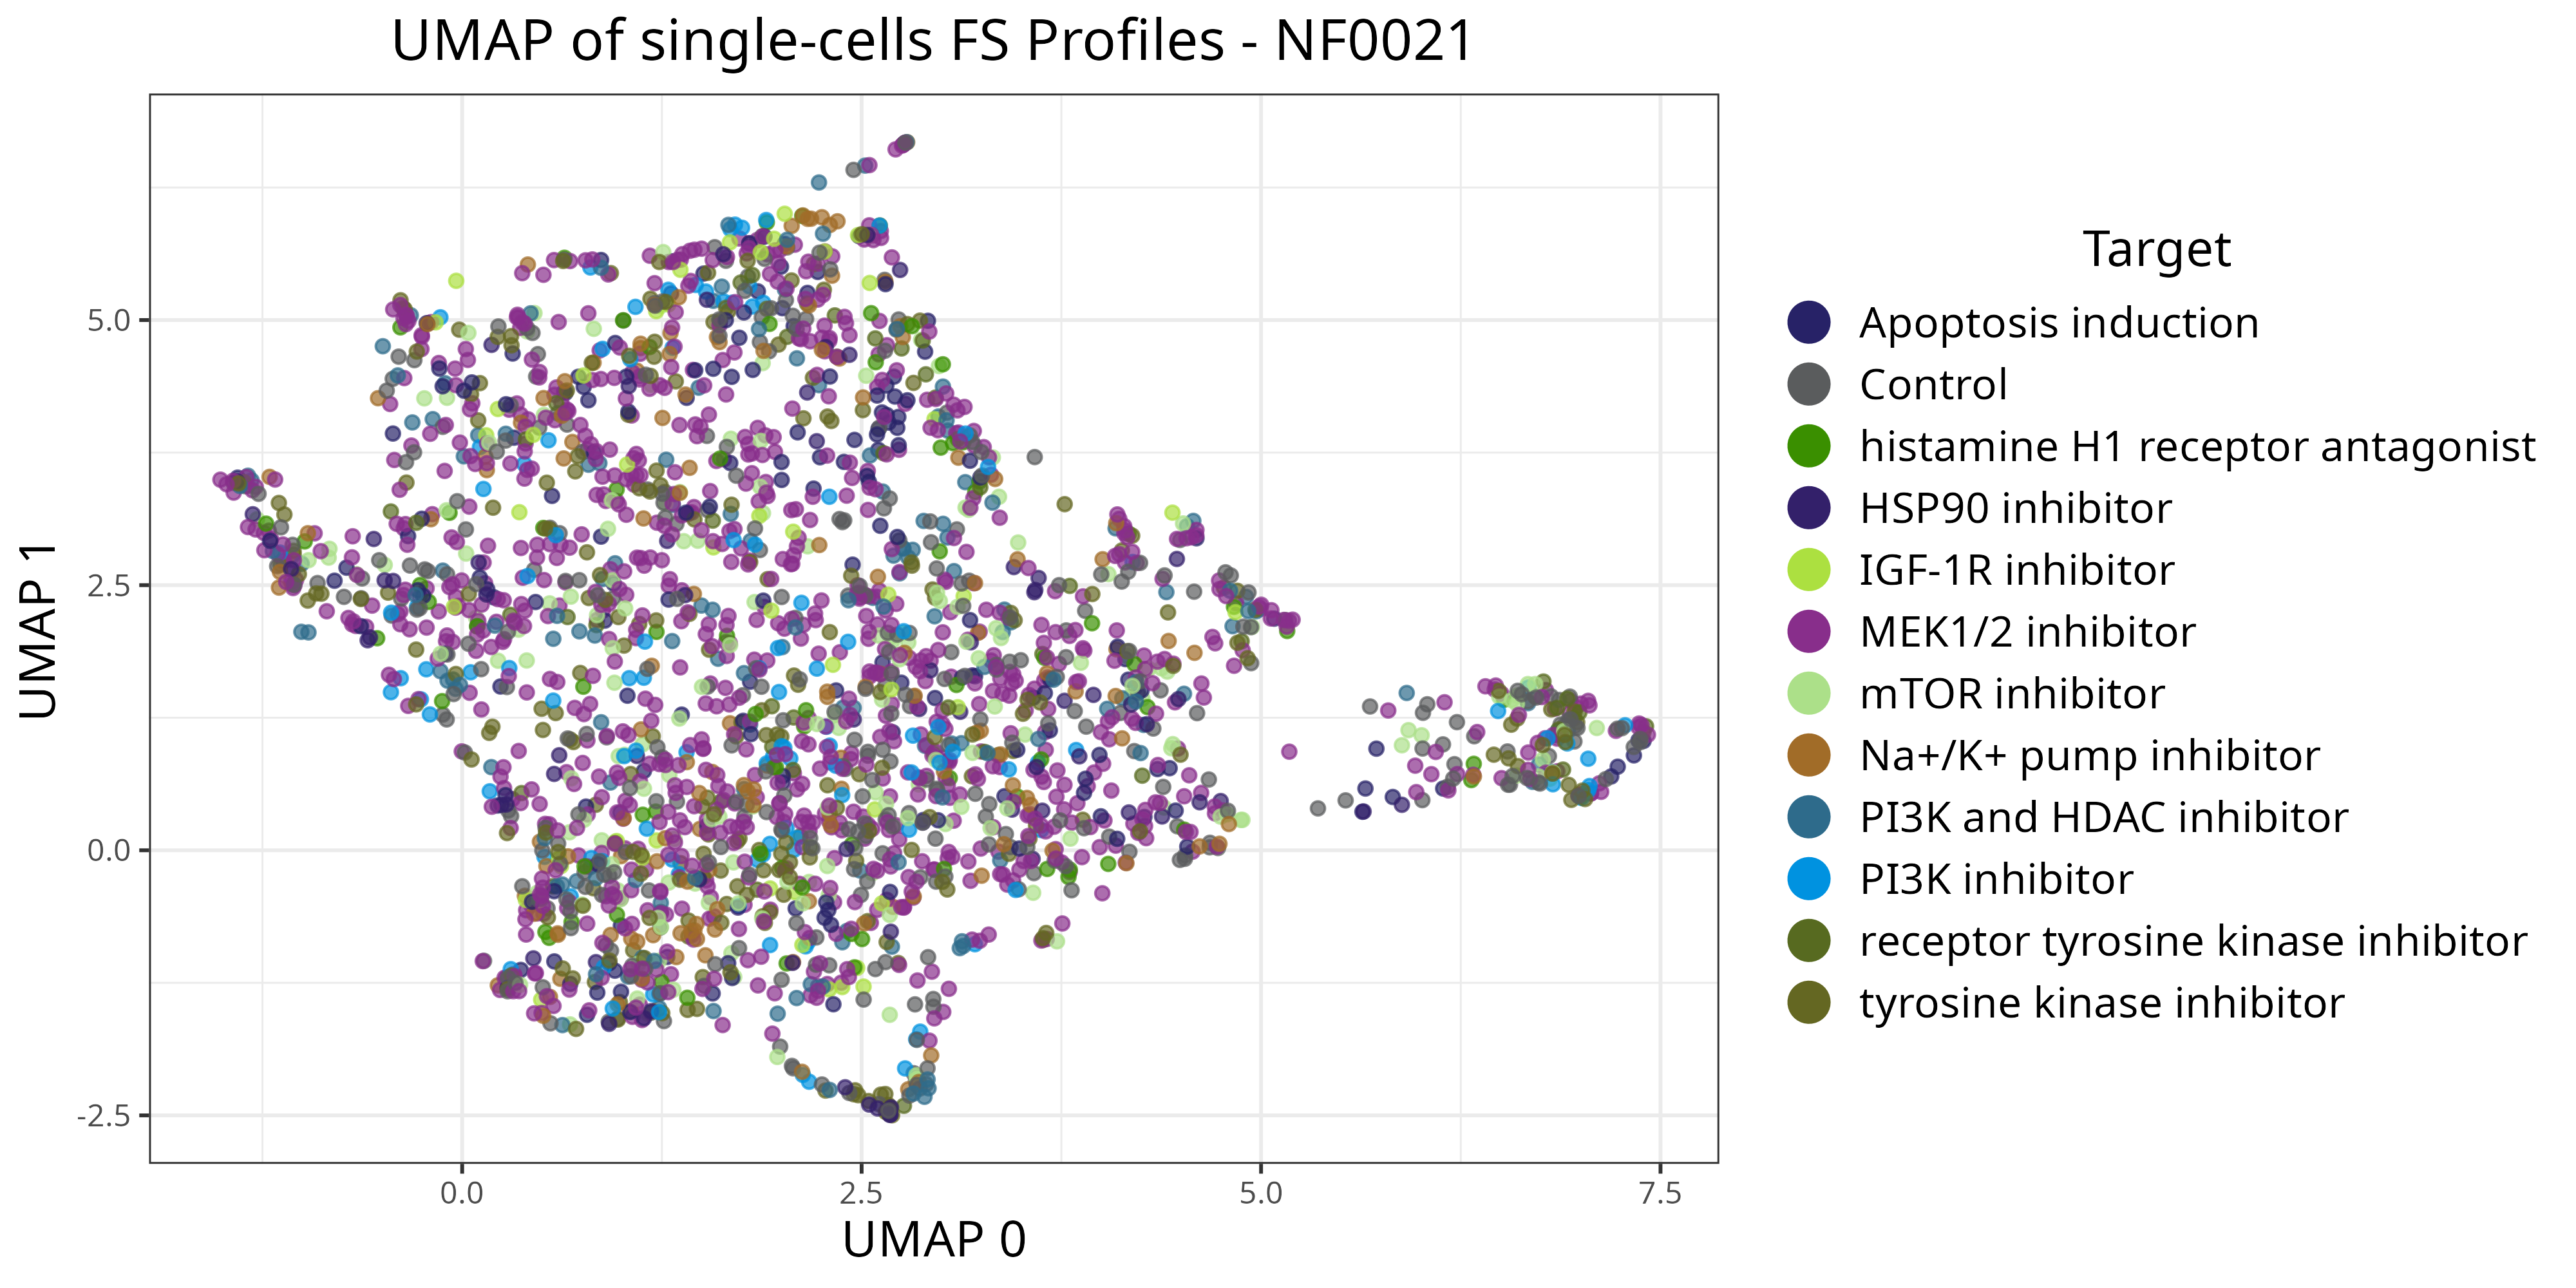 UMAP of single-cells FS Profiles - NF0021
UMAP 1
5.0
2.5
0.0
-2.5
0.0
2.5
5.0
7.5
UMAP 0
Target
Apoptosis induction
Control
histamine H1 receptor antagonist
HSP90 inhibitor
IGF-1R inhibitor
MEK1/2 inhibitor
mTOR inhibitor
Na+/K+ pump inhibitor
PI3K and HDAC inhibitor
PI3K inhibitor
receptor tyrosine kinase inhibitor
tyrosine kinase inhibitor